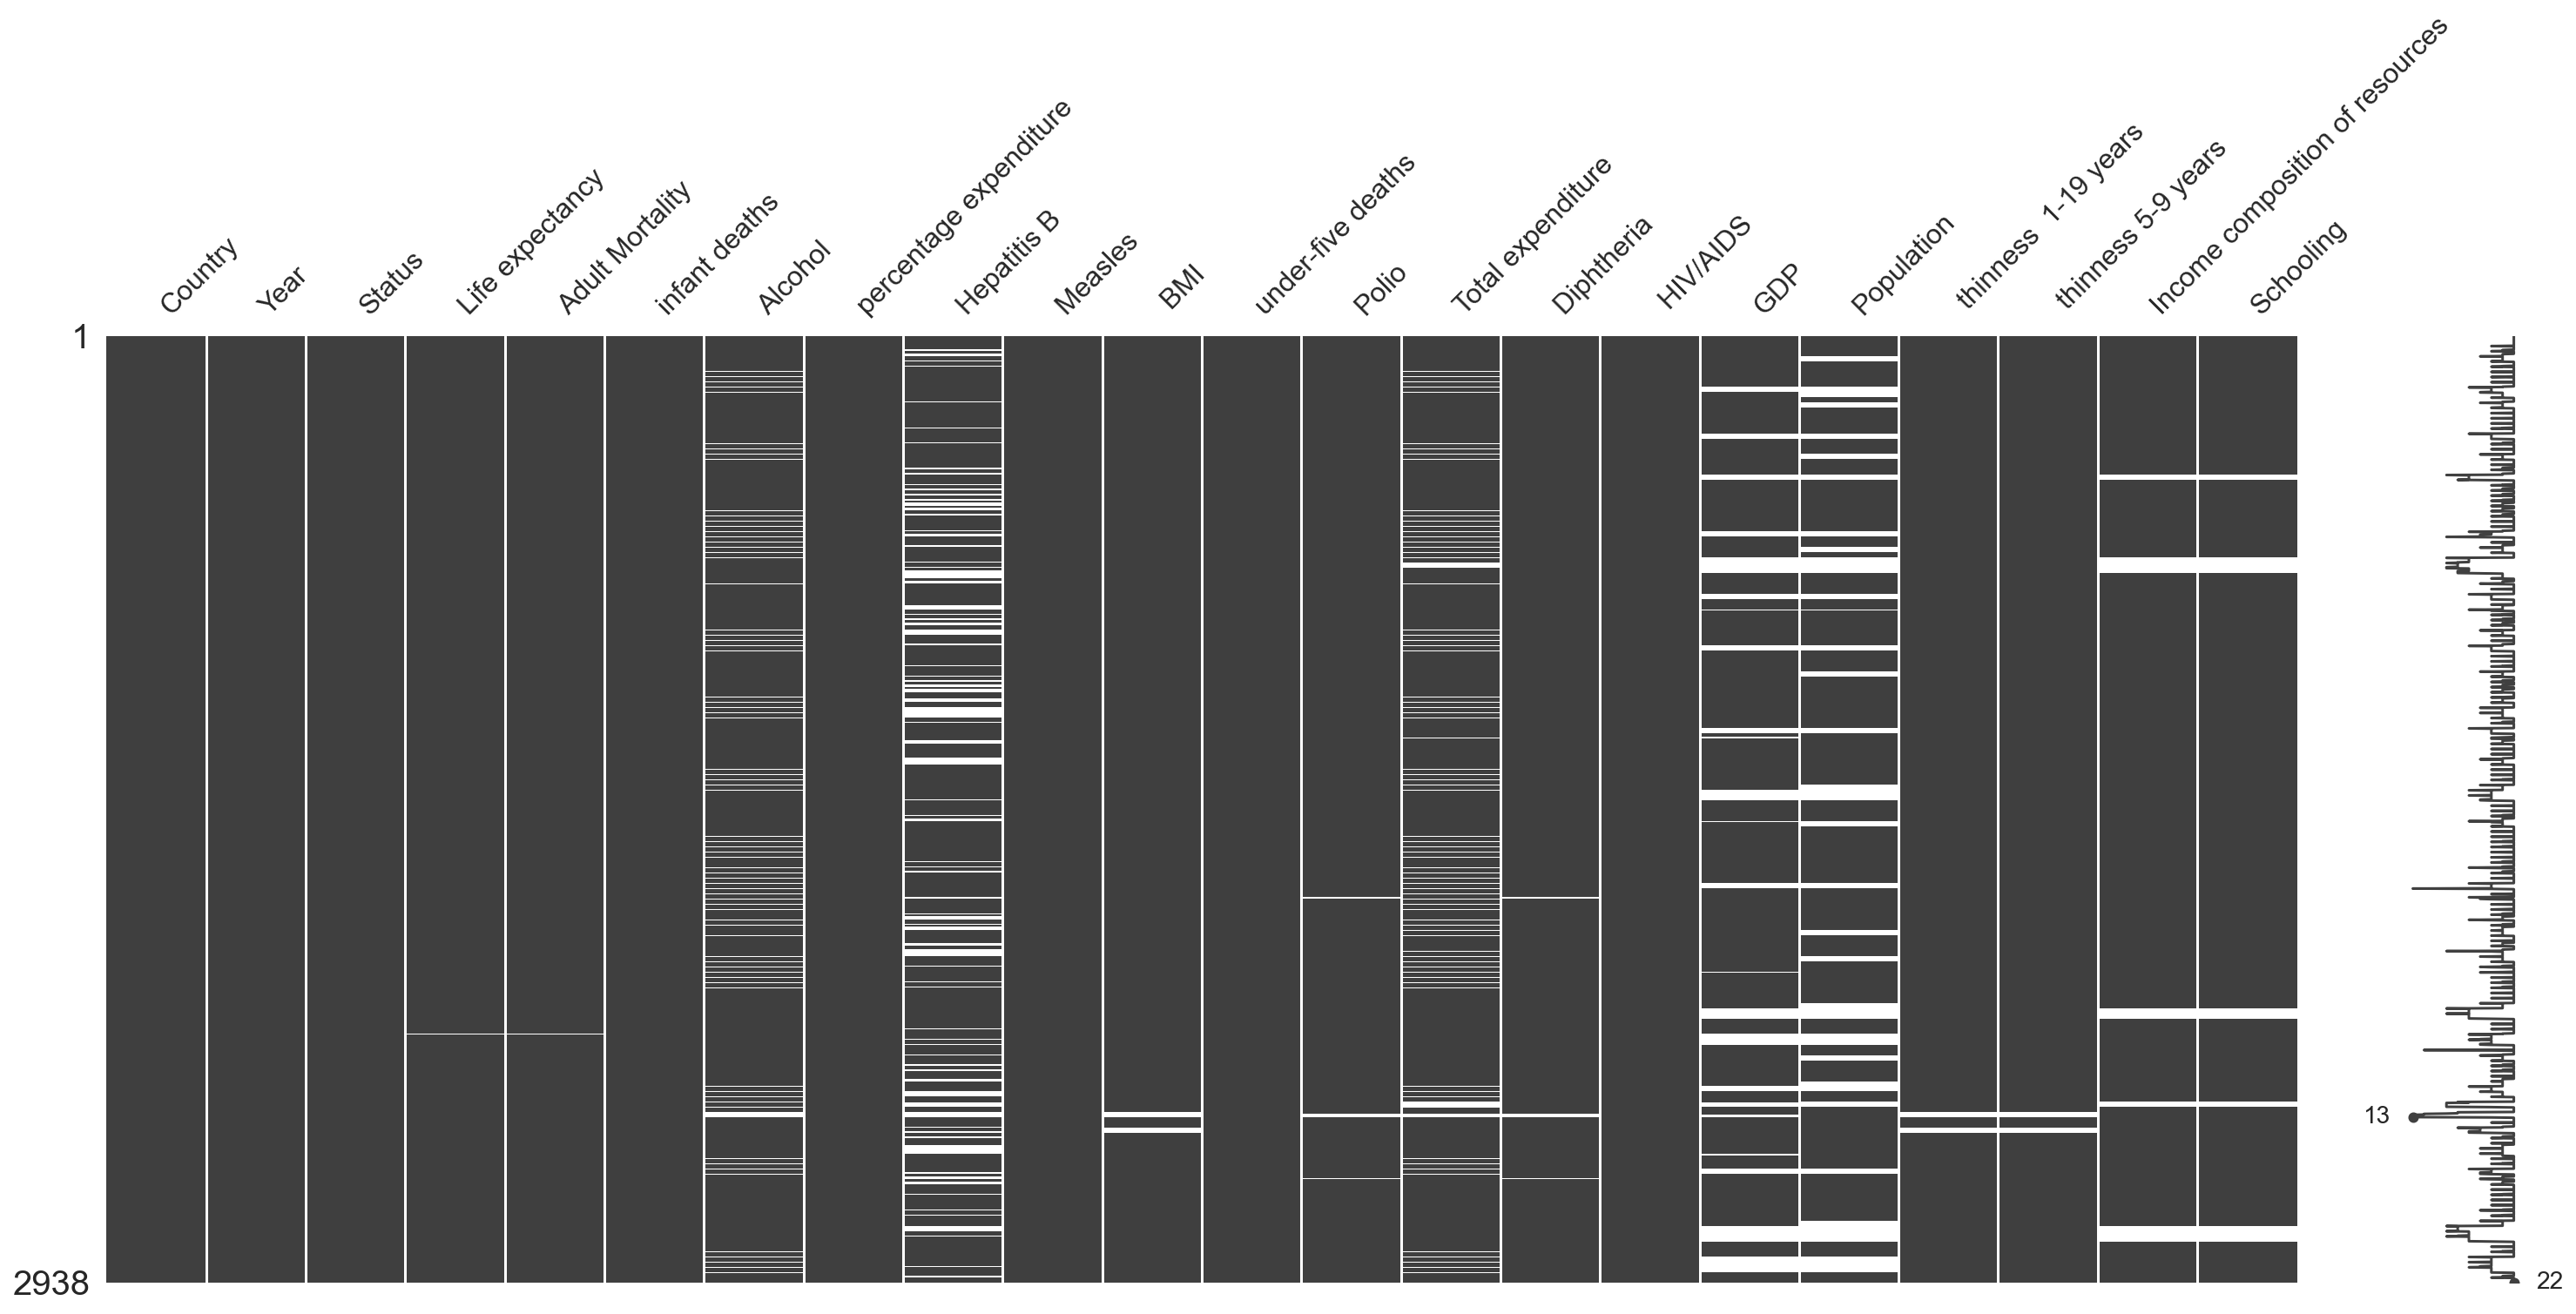 Country
Year
Status
Life expectancy
Adult Mortality
infant deaths
Alcohol
percentage expenditure
Hepatitis B
Measles
BMI
under-five deaths
Polio
Total expenditure
Diphtheria
HIV/AIDS
GDP
Population
thinness  1-19 years
thinness 5-9 years
Income composition of resources
Schooling
1
13
2938
22